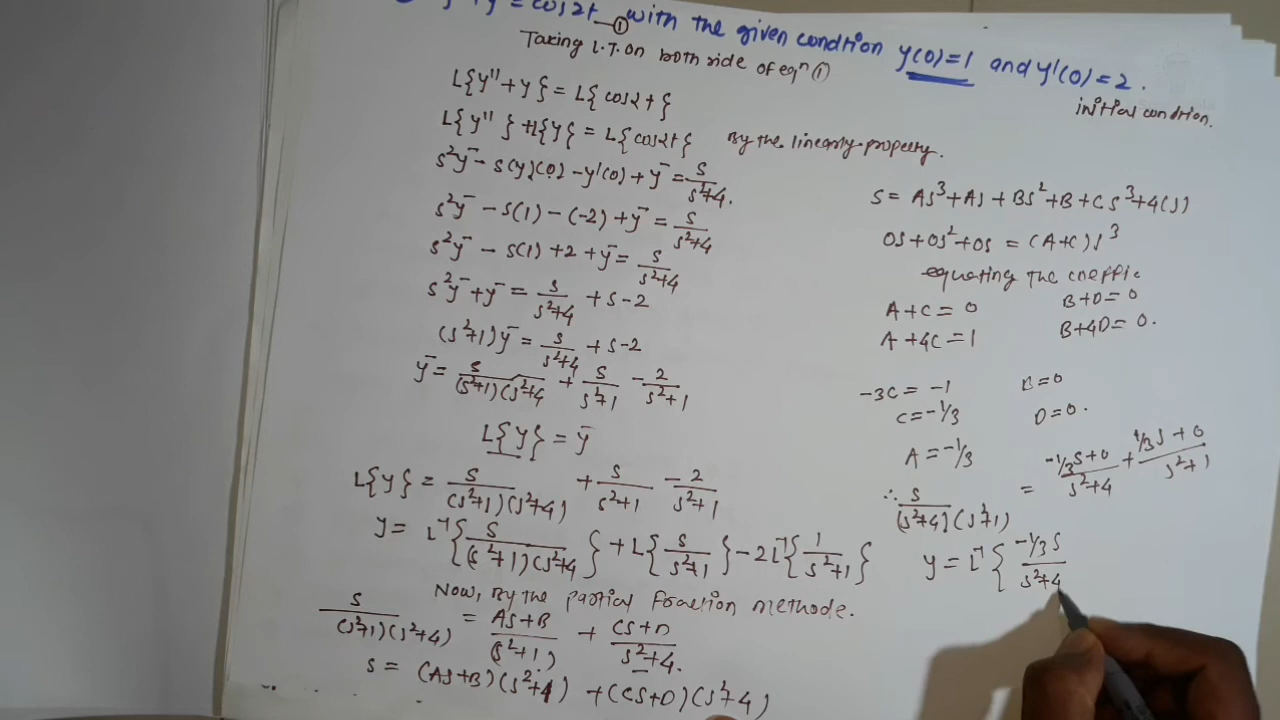 y = cos2t —① with the given condtion y(0)=1 and y'(0)=2.
initial condtion.
Taking L.T. on both side of eqⁿ ①
L{y''+y} = L{cos2t}
L{y''} + L{y} = L{cos2t} By the linearly property.
s²ȳ - s(y)(0) - y'(0) + ȳ = s/s²+4.
s²ȳ - s(1) - (-2) + ȳ = s/s²+4
s²ȳ - s(1) + 2 + ȳ = s/s²+4
s²ȳ + ȳ = s/s²+4 + s-2
(s²+1)ȳ = s/s²+4 + s-2
ȳ = s/(s²+1)(s²+4 + s/s²+1 - 2/s²+1
L{y} = ȳ
L{y} = s/(s²+1)(s²+4) + s/s²+1 - 2/s²+1
y = L⁻¹{s/(s²+1)(s²+4} + L{s/s²+1} - 2L⁻¹{1/s²+1}
Now, By the partial fraction methode.
s/(s²+1)(s²+4) = As+B/(s²+1) + Cs+D/s²+4.
s = (As+B)(s²+1) + (Cs+D)(s²+4)
s = As³+As+Bs²+B+Cs³+4(s)
0s+0s²+0s = (A+C)s³
equating the coeffic
A+C = 0 B+D = 0
A+4C = 1 B+4D = 0.
-3C = -1 B=0
C = -1/3 D=0.
A = -1/3
∴ s/(s²+4)(s²+1) = -1/3s+0/s²+4 + 1/3s+0/s²+1
y = L⁻¹{-1/3s/s²+4